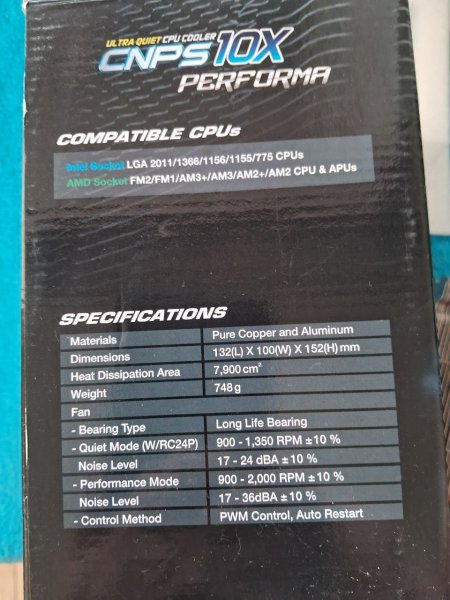 ULTRA QUIET CPU COOLER
CNPS10X
PERFORMA
COMPATIBLE CPUs
Intel Socket LGA 2011/1366/1156/1155/775 CPUs
AMD Socket FM2/FM1/AM3+/AM3/AM2+/AM2 CPU & APUs
SPECIFICATIONS
Materials Pure Copper and Aluminum
Dimensions 132(L) X 100(W) X 152(H) mm
Heat Dissipation Area 7,900 cm²
Weight 748 g
Fan
- Bearing Type Long Life Bearing
- Quiet Mode (W/RC24P) 900 - 1,350 RPM ±10 %
Noise Level 17 - 24 dBA ±10 %
- Performance Mode 900 - 2,000 RPM ±10 %
Noise Level 17 - 36dBA ±10 %
- Control Method PWM Control, Auto Restart